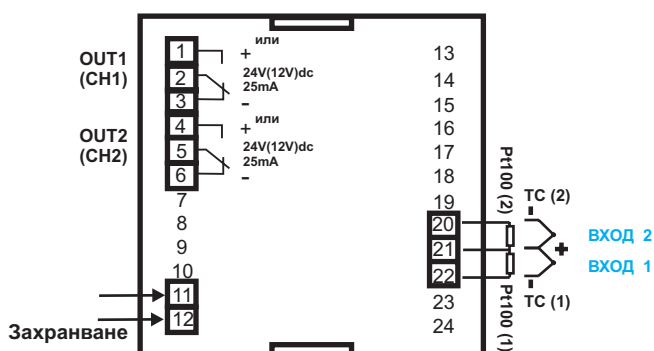 OUT1
(CH1)
1
2
3
+ или
24V(12V)dc
25mA
-
OUT2
(CH2)
4
5
6
+ или
24V(12V)dc
25mA
-
7
8
9
10
11
12
Захранване
13
14
15
16
17
18
19
20
21
22
23
24
Pt100 (2)
Pt100 (1)
- TC (2)
+
- TC (1)
ВХОД 2
ВХОД 1